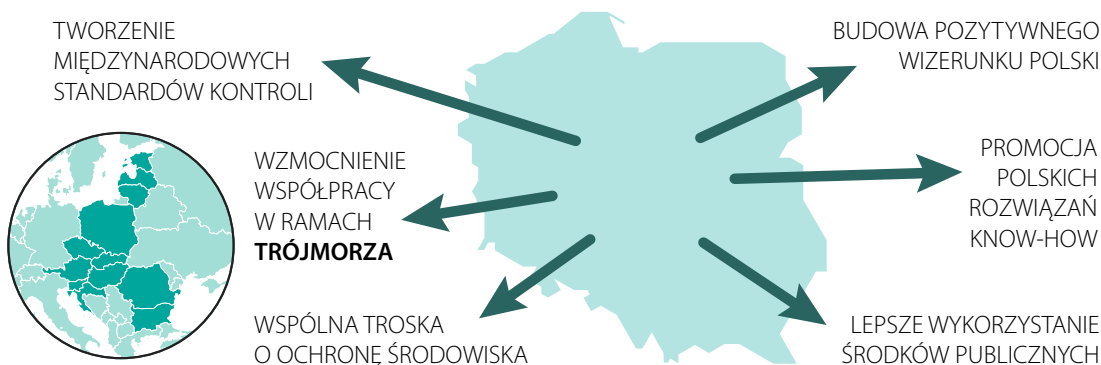 TWORZENIE
MIĘDZYNARODOWYCH
STANDARDÓW KONTROLI
WZMOCNIENIE
WSPÓŁPRACY
W RAMACH
TRÓJMORZA
WSPÓLNA TROSKA
O OCHRONĘ ŚRODOWISKA
BUDOWA POZYTYWNEGO
WIZERUNKU POLSKI
PROMOCJA
POLSKICH
ROZWIĄZAŃ
KNOW-HOW
LEPSZE WYKORZYSTANIE
ŚRODKÓW PUBLICZNYCH